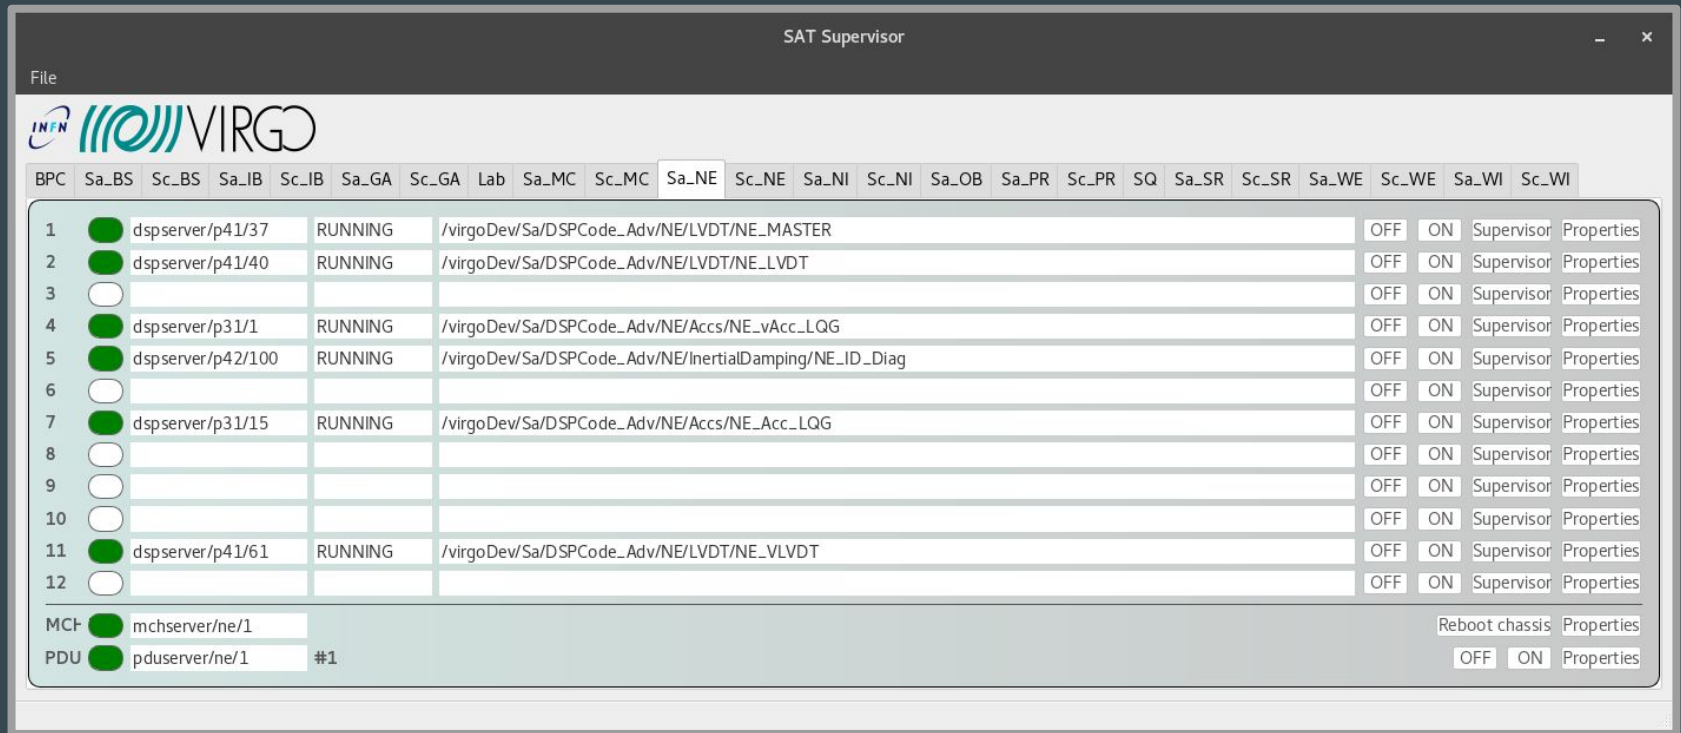 SAT Supervisor
File
INFN VIRGO
BPC Sa_BS Sc_BS Sa_IB Sc_IB Sa_GA Sc_GA Lab Sa_MC Sc_MC Sa_NE Sc_NE Sa_NI Sc_NI Sa_OB Sa_PR Sc_PR SQ Sa_SR Sc_SR Sa_WE Sc_WE Sa_WI Sc_WI
1 dspserver/p41/37 RUNNING /virgoDev/Sa/DSPCode_Adv/NE/LVDT/NE_MASTER OFF ON Supervisor Properties
2 dspserver/p41/40 RUNNING /virgoDev/Sa/DSPCode_Adv/NE/LVDT/NE_LVDT OFF ON Supervisor Properties
3 OFF ON Supervisor Properties
4 dspserver/p31/1 RUNNING /virgoDev/Sa/DSPCode_Adv/NE/Accs/NE_vAcc_LQG OFF ON Supervisor Properties
5 dspserver/p42/100 RUNNING /virgoDev/Sa/DSPCode_Adv/NE/InertialDamping/NE_ID_Diag OFF ON Supervisor Properties
6 OFF ON Supervisor Properties
7 dspserver/p31/15 RUNNING /virgoDev/Sa/DSPCode_Adv/NE/Accs/NE_Acc_LQG OFF ON Supervisor Properties
8 OFF ON Supervisor Properties
9 OFF ON Supervisor Properties
10 OFF ON Supervisor Properties
11 dspserver/p41/61 RUNNING /virgoDev/Sa/DSPCode_Adv/NE/LVDT/NE_VLVDT OFF ON Supervisor Properties
12 OFF ON Supervisor Properties
MCH mchserver/ne/1 Reboot chassis Properties
PDU pduserver/ne/1 #1 OFF ON Properties